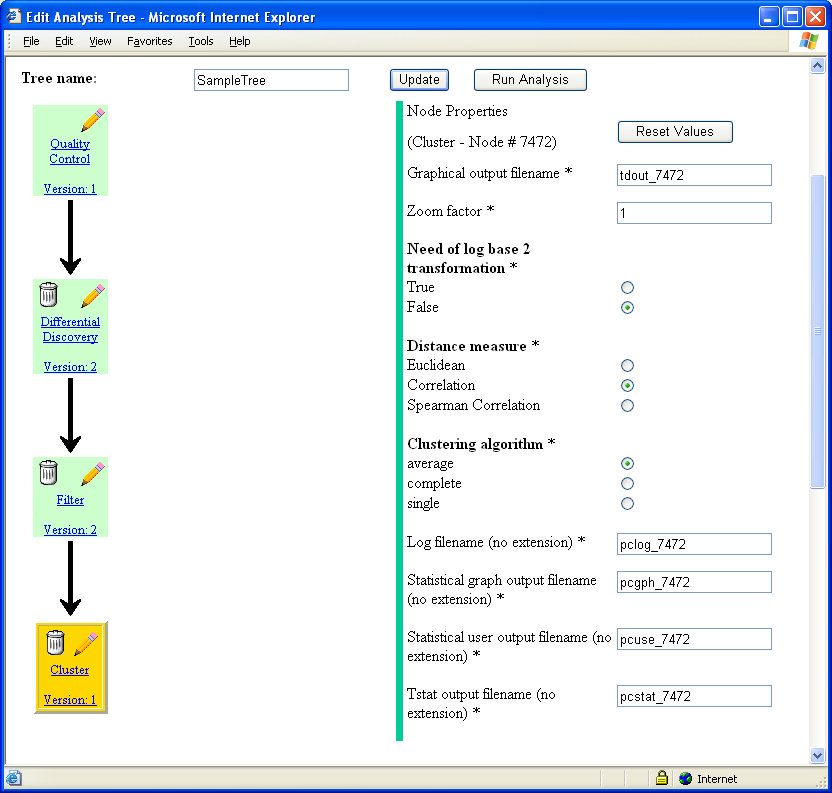 Edit Analysis Tree - Microsoft Internet Explorer
File Edit View Favorites Tools Help
Tree name: SampleTree Update Run Analysis
Quality
Control
Version: 1
Differential
Discovery
Version: 2
Filter
Version: 2
Cluster
Version: 1
Node Properties
(Cluster - Node # 7472) Reset Values
Graphical output filename * tdout_7472
Zoom factor * 1
Need of log base 2
transformation *
True
False
Distance measure *
Euclidean
Correlation
Spearman Correlation
Clustering algorithm *
average
complete
single
Log filename (no extension) * pclog_7472
Statistical graph output filename
(no extension) * pcgph_7472
Statistical user output filename (no
extension) * pcuse_7472
Tstat output filename (no
extension) * pcstat_7472
Internet